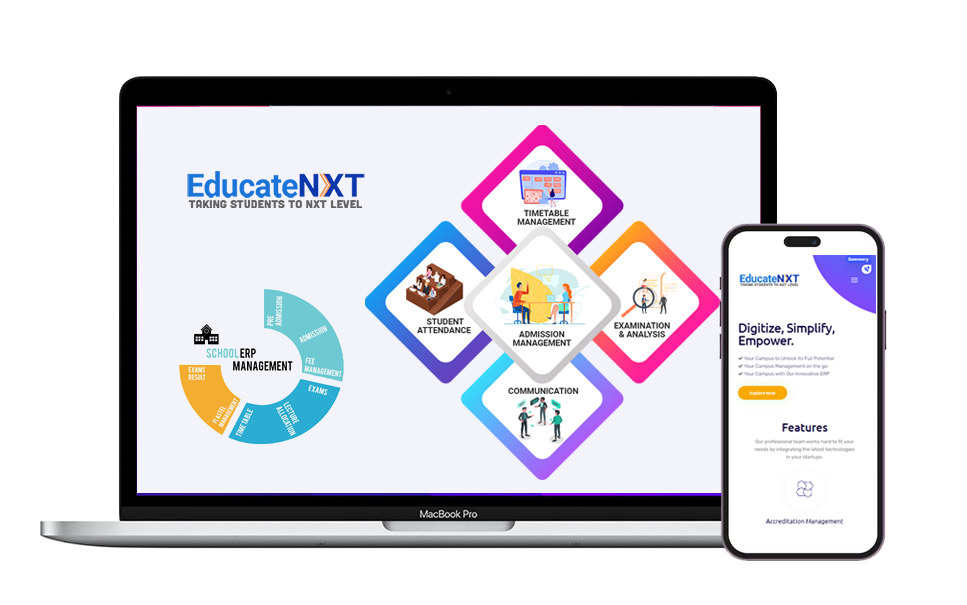 EducateNXT
TAKING STUDENTS TO NXT LEVEL
TIMETABLE
MANAGEMENT
STUDENT
ATTENDANCE
ADMISSION
MANAGEMENT
EXAMINATION
& ANALYSIS
COMMUNICATION
SCHOOL ERP
MANAGEMENT
PRE
ADMISSION
ADMISSION
FEE
MANAGEMENT
EXAMS
LECTURE
ALLOCATION
TIMETABLE
MANAGEMENT
EXAMS
RESULT
MacBook Pro
Summery
EducateNXT
TAKING STUDENTS TO NXT LEVEL
Digitize, Simplify,
Empower.
Your Campus to Unlock its Full Potential
Your Campus Management on the go
Your Campus with Our Innovative ERP
Explore Now
Features
Our professional team works hard to fit your
needs by integrating the latest technologies
in your startups.
Accreditation Management